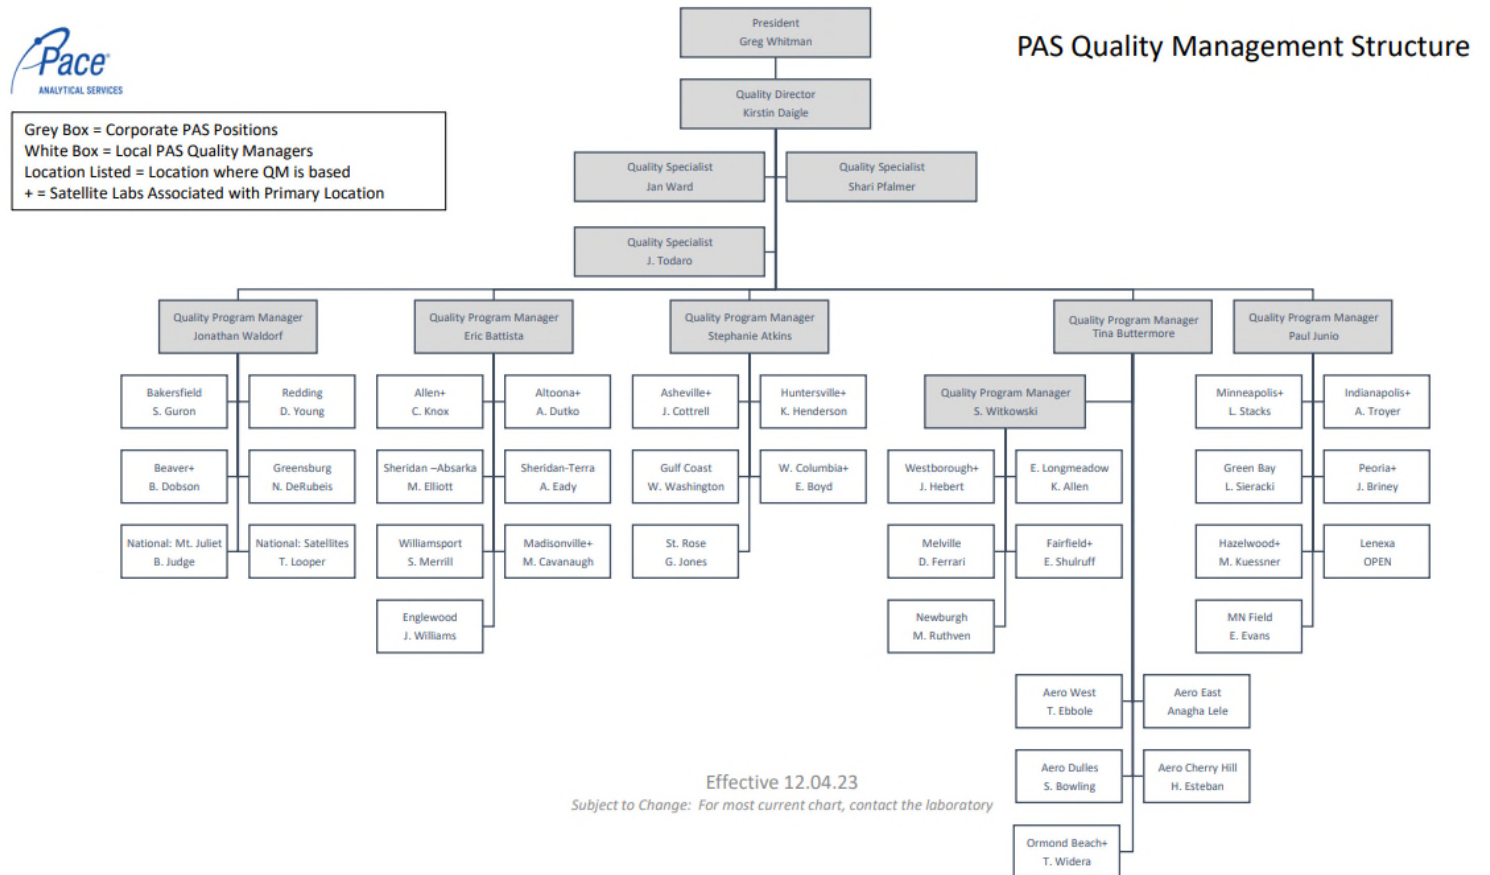 Pace
ANALYTICAL SERVICES
PAS Quality Management Structure
Grey Box = Corporate PAS Positions
White Box = Local PAS Quality Managers
Location Listed = Location where QM is based
+ = Satellite Labs Associated with Primary Location
President
Greg Whitman
Quality Director
Kirstin Daigle
Quality Specialist
Jan Ward
Quality Specialist
Shari Pfalmer
Quality Specialist
J. Todaro
Quality Program Manager
Jonathan Waldorf
Quality Program Manager
Eric Battista
Quality Program Manager
Stephanie Atkins
Quality Program Manager
Tina Buttermore
Quality Program Manager
Paul Junio
Bakersfield
S. Guron
Redding
D. Young
Beaver+
B. Dobson
Greensburg
N. DeRubeis
National: Mt. Juliet
B. Judge
National: Satellites
T. Looper
Allen+
C. Knox
Altoona+
A. Dutko
Sheridan –Absarka
M. Elliott
Sheridan-Terra
A. Eady
Williamsport
S. Merrill
Madisonville+
M. Cavanaugh
Englewood
J. Williams
Asheville+
J. Cottrell
Huntersville+
K. Henderson
Gulf Coast
W. Washington
W. Columbia+
E. Boyd
St. Rose
G. Jones
Quality Program Manager
S. Witkowski
Westborough+
J. Hebert
E. Longmeadow
K. Allen
Melville
D. Ferrari
Fairfield+
E. Shulruff
Newburgh
M. Ruthven
Aero West
T. Ebbole
Aero East
Anagha Lele
Aero Dulles
S. Bowling
Aero Cherry Hill
H. Esteban
Ormond Beach+
T. Widera
Minneapolis+
L. Stacks
Indianapolis+
A. Troyer
Green Bay
L. Sieracki
Peoria+
J. Briney
Hazelwood+
M. Kuessner
Lenexa
OPEN
MN Field
E. Evans
Effective 12.04.23
Subject to Change: For most current chart, contact the laboratory